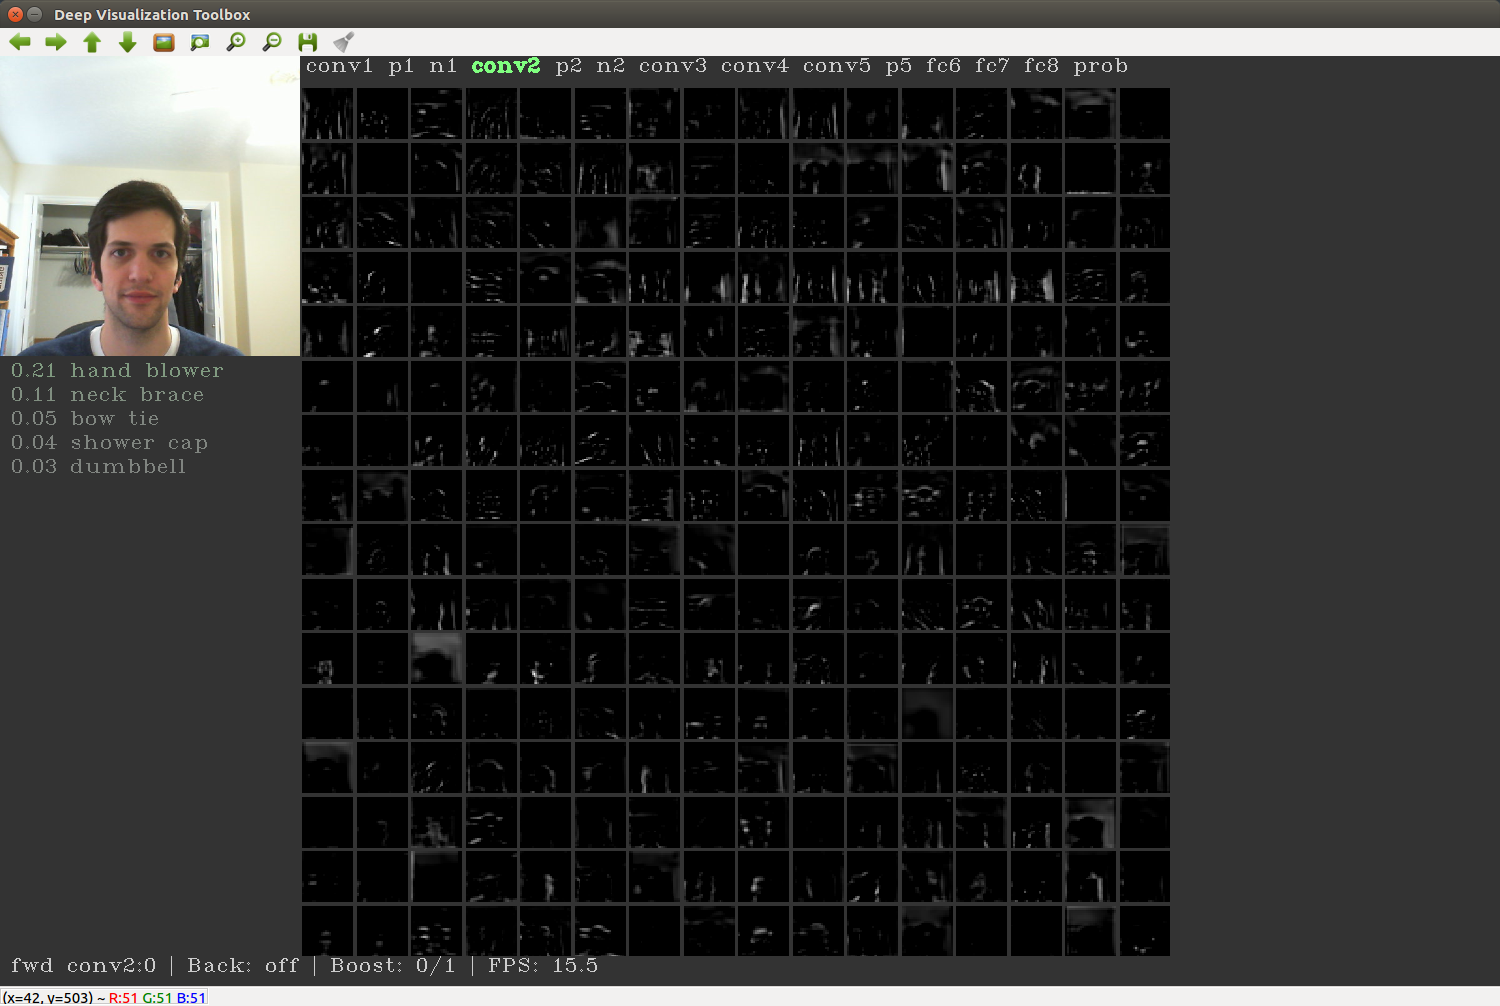 Deep Visualization Toolbox
conv1 p1 n1 conv2 p2 n2 conv3 conv4 conv5 p5 fc6 fc7 fc8 prob
0.21 hand blower
0.11 neck brace
0.05 bow tie
0.04 shower cap
0.03 dumbbell
fwd conv2:0 | Back: off | Boost: 0/1 | FPS: 15.5
(x=42, y=503) ~ R:51 G:51 B:51